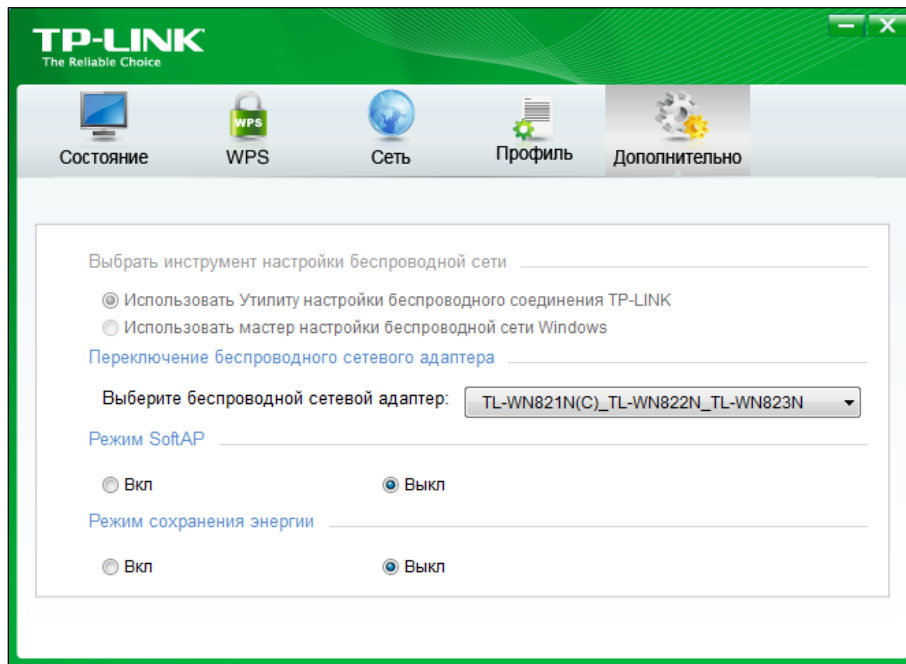 TP-LINK
The Reliable Choice
WPS
Состояние
WPS
Сеть
Профиль
Дополнительно
Выбрать инструмент настройки беспроводной сети
Использовать Утилиту настройки беспроводного соединения TP-LINK
Использовать мастер настройки беспроводной сети Windows
Переключение беспроводного сетевого адаптера
Выберите беспроводной сетевой адаптер: TL-WN821N(C)_TL-WN822N_TL-WN823N
Режим SoftAP
Вкл Выкл
Режим сохранения энергии
Вкл Выкл